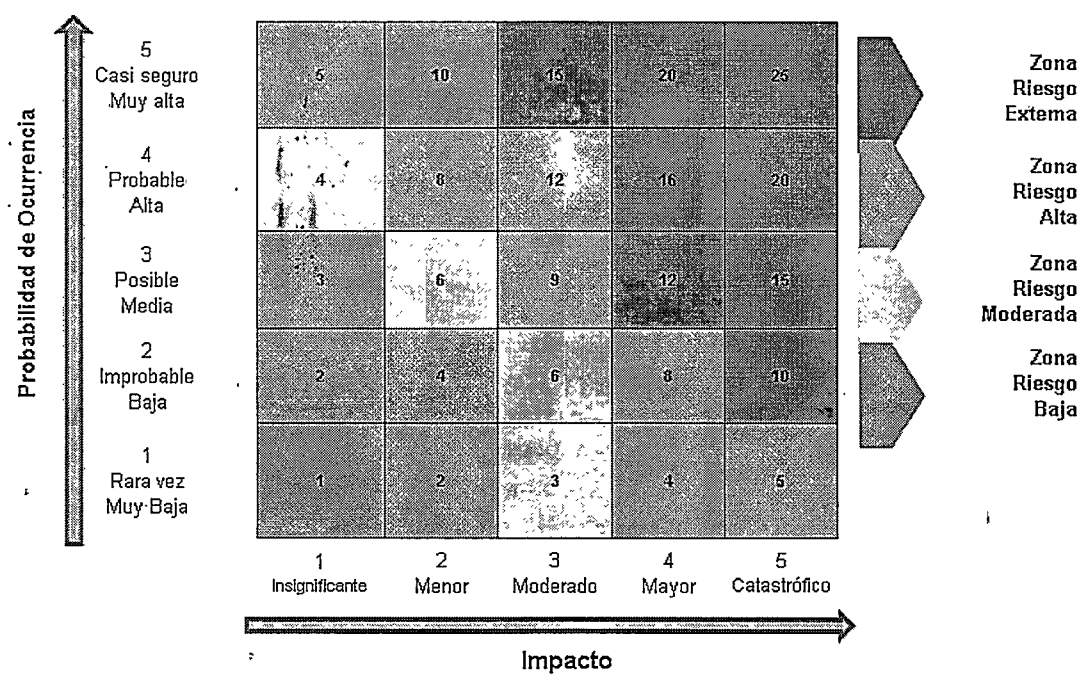 Probabilidad de Ocurrencia
5
Casi seguro
Muy alta
5 10 15 20 25
4
Probable
Alta
4 8 12 16 20
3
Posible
Media
3 6 9 12 15
2
Improbable
Baja
2 4 6 8 10
1
Rara vez
Muy Baja
1 2 3 4 5
1 2 3 4 5
Insignificante Menor Moderado Mayor Catastrófico
Impacto
Zona
Riesgo
Extema
Zona
Riesgo
Alta
Zona
Riesgo
Moderada
Zona
Riesgo
Baja